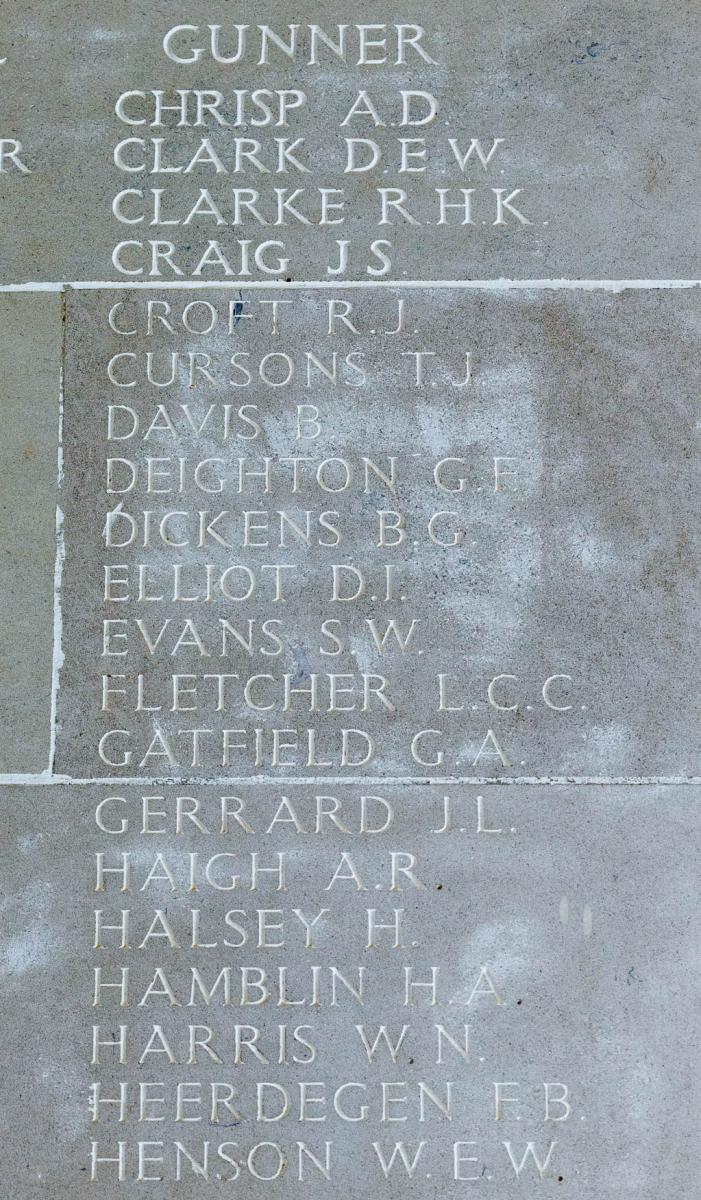 GUNNER
CHRISP A.D.
CLARK D.E.W.
R
CLARKE R.H.K.
CRAIG J.S.
CROFT R.J.
CURSONS T.J.
DAVIS B.
DEIGHTON G.F.
DICKENS B.G.
ELLIOT D.I.
EVANS S.W.
FLETCHER L.C.C.
GATFIELD G.A.
GERRARD J.L.
HAIGH A.R.
HALSEY H.
HAMBLIN H.A.
HARRIS W.N.
HEERDEGEN F.B.
HENSON W.E.W.